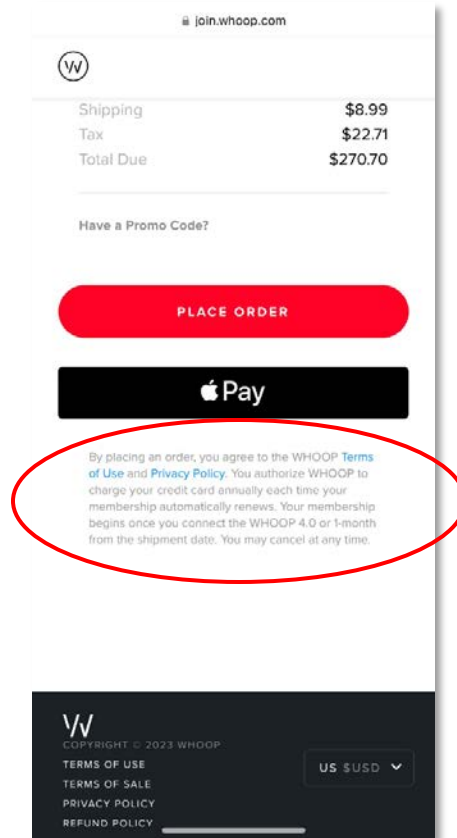 join.whoop.com
Shipping $8.99
Tax $22.71
Total Due $270.70
Have a Promo Code?
PLACE ORDER
Pay
By placing an order, you agree to the WHOOP Terms
of Use and Privacy Policy. You authorize WHOOP to
charge your credit card annually each time your
membership automatically renews. Your membership
begins once you connect the WHOOP 4.0 or 1-month
from the shipment date. You may cancel at any time.
COPYRIGHT © 2023 WHOOP
TERMS OF USE
US $USD
TERMS OF SALE
PRIVACY POLICY
REFUND POLICY